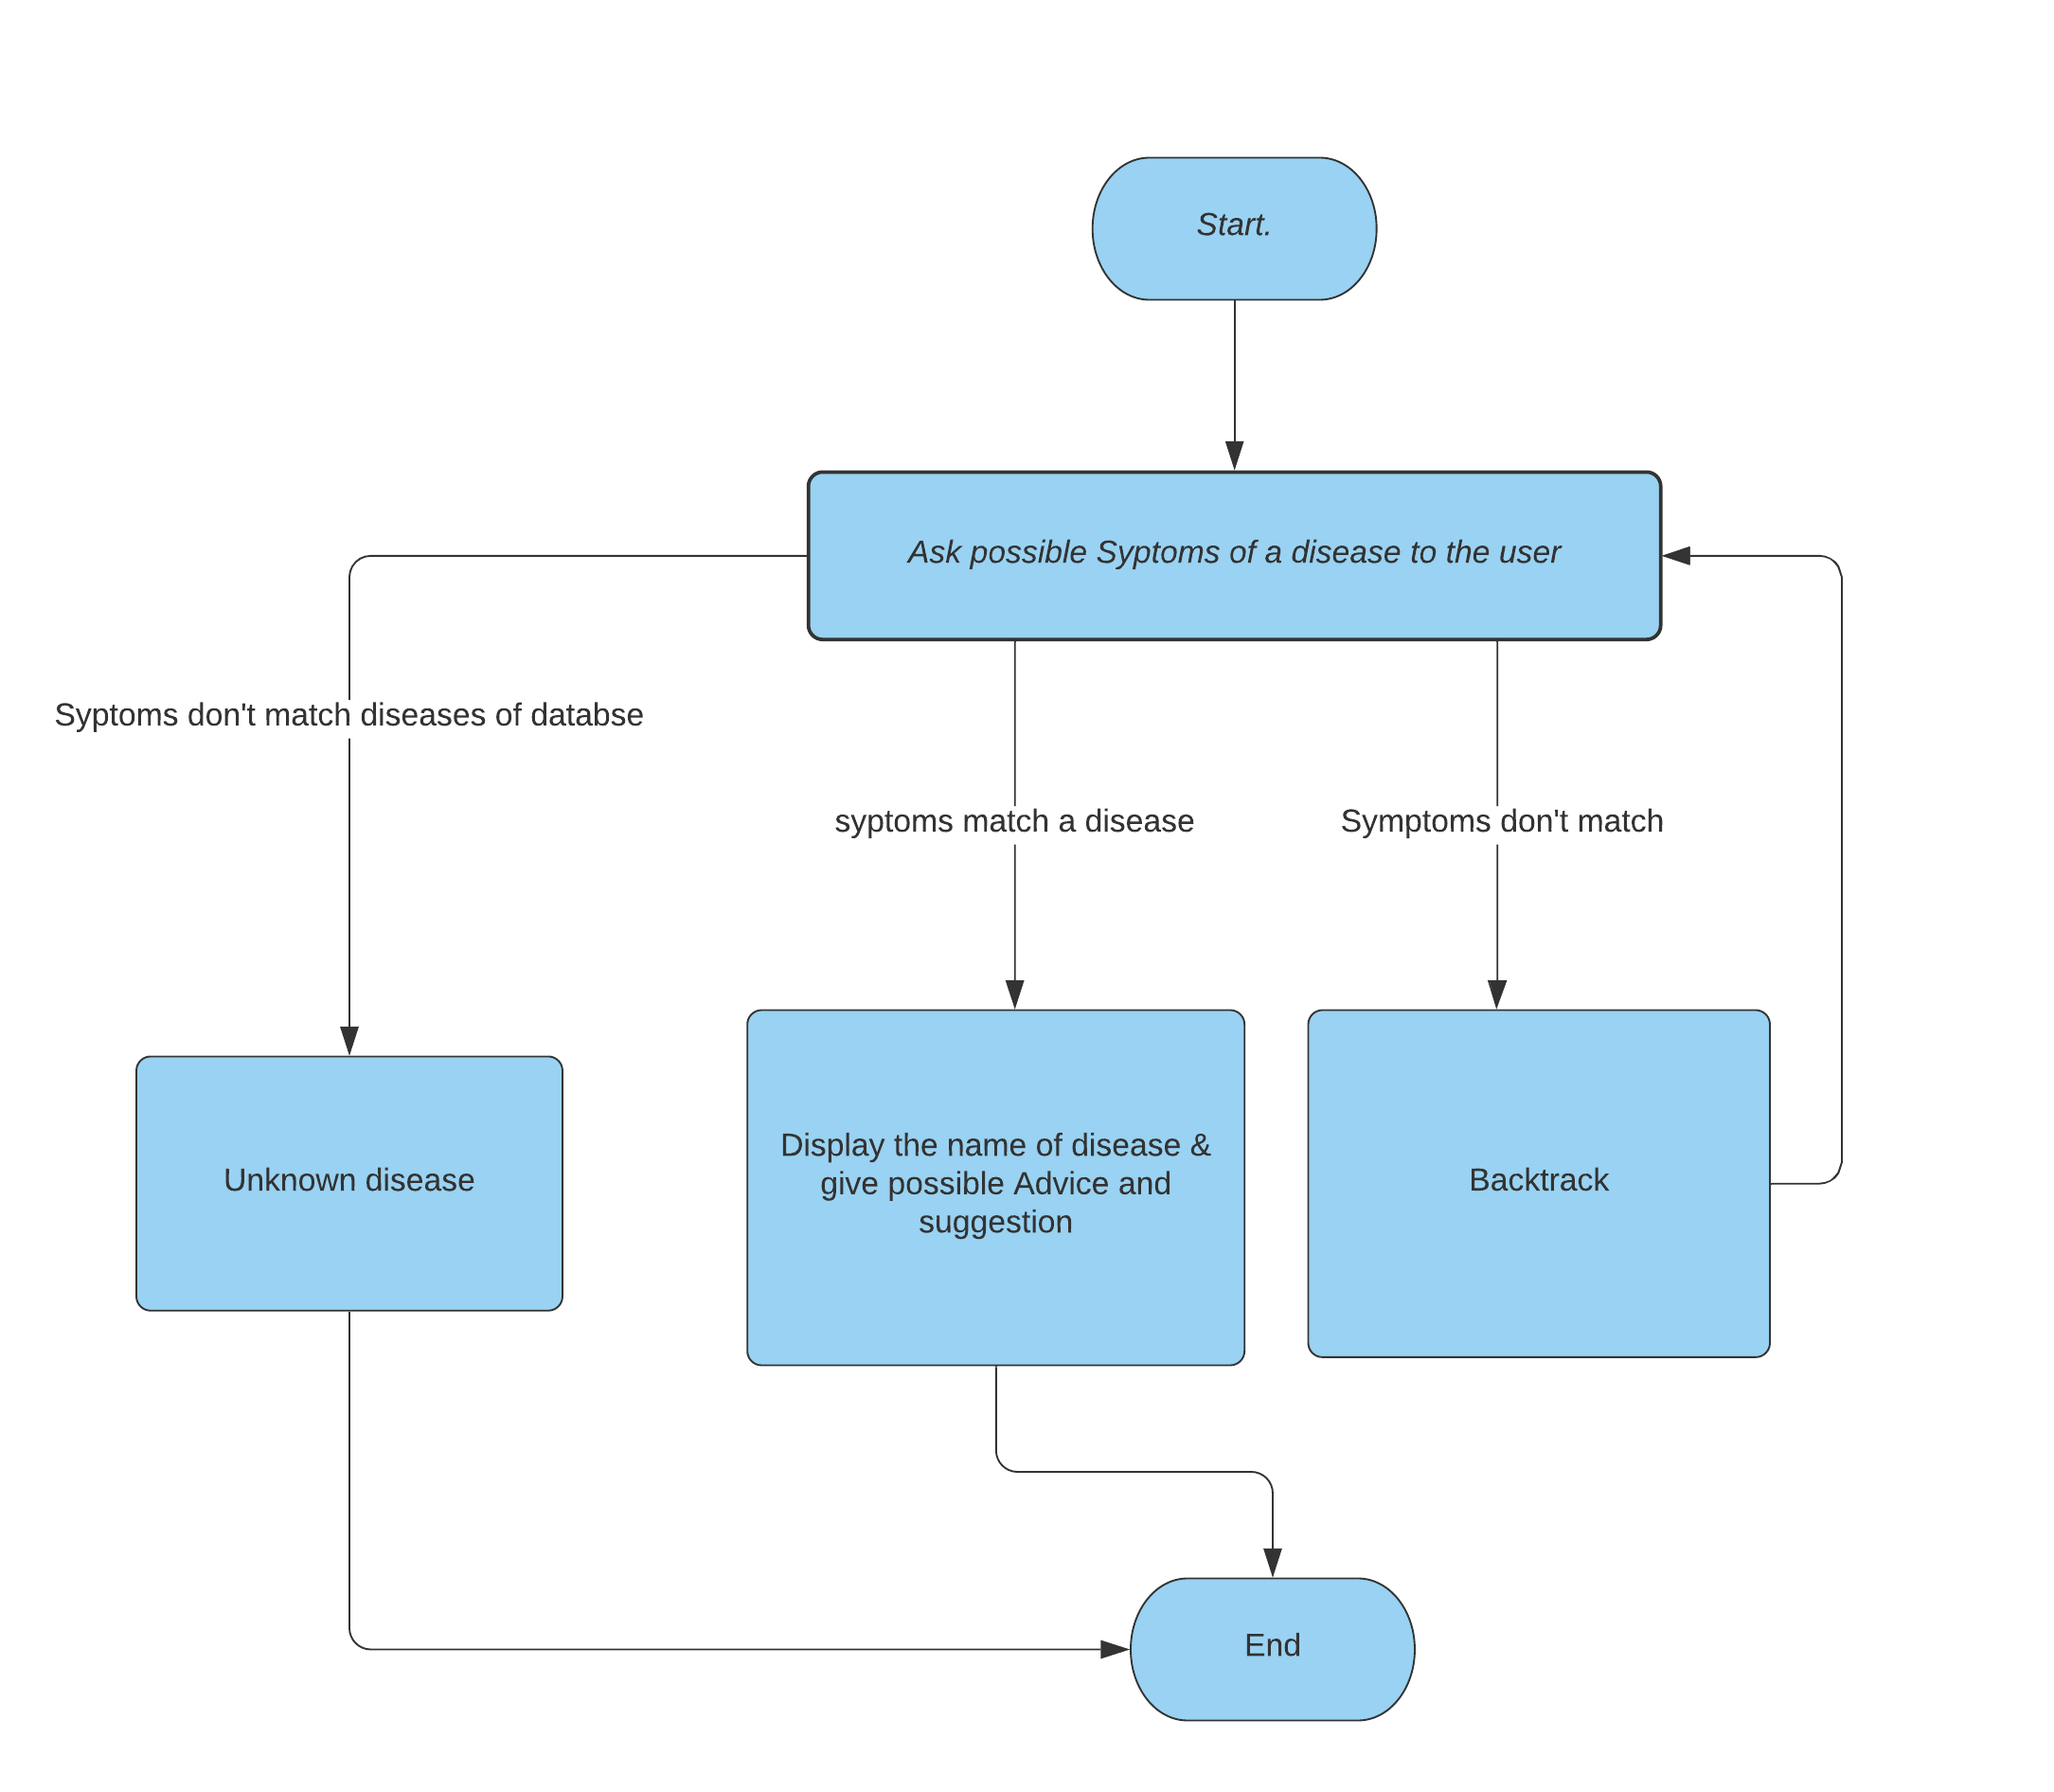 Start.
Ask possible Syptoms of a disease to the user
Syptoms don't match diseases of databse
syptoms match a disease
Symptoms don't match
Unknown disease
Display the name of disease &
give possible Advice and
suggestion
Backtrack
End